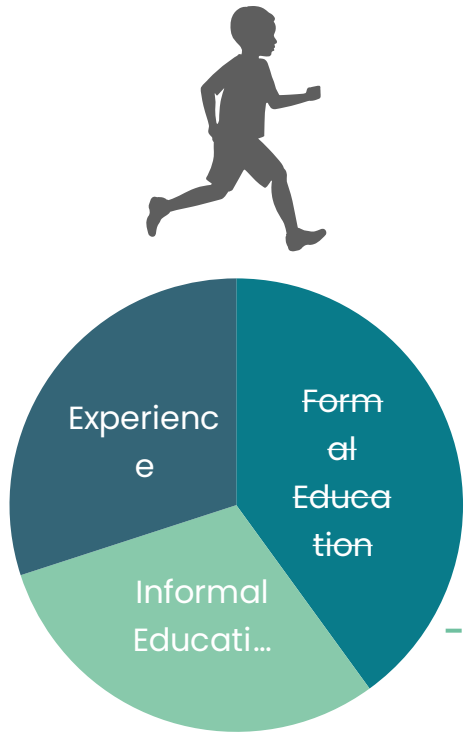 Experienc
e
Form
al
Educa
tion
Informal
Educati...